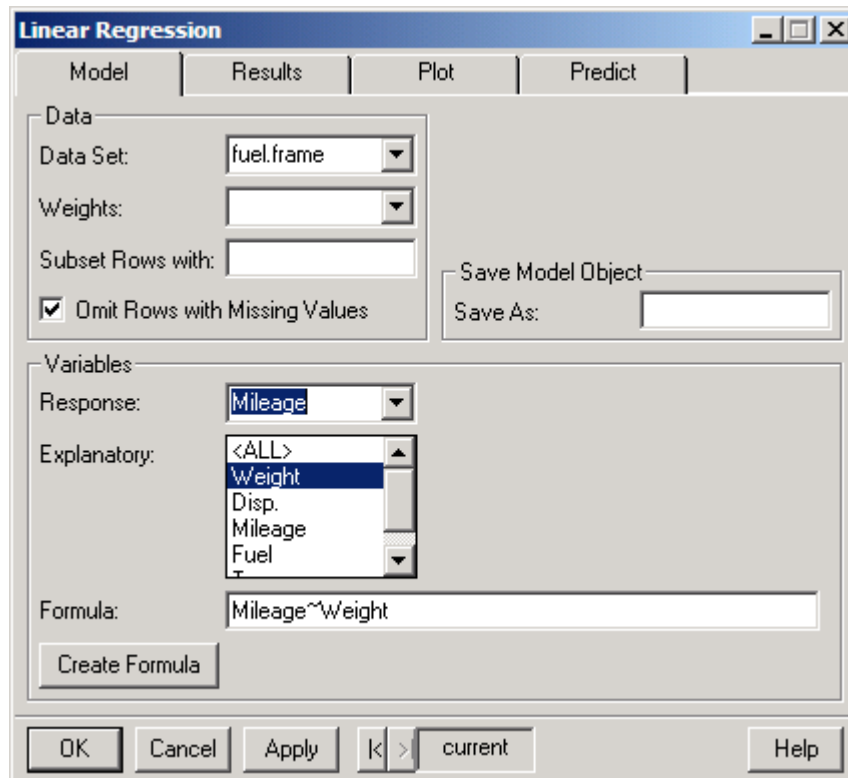 Linear Regression
Model Results Plot Predict
Data
Data Set: fuel.frame
Weights:
Subset Rows with:
Omit Rows with Missing Values
Save Model Object
Save As:
Variables
Response: Mileage
Explanatory: <ALL>
Weight
Disp.
Mileage
Fuel
Formula: Mileage~Weight
Create Formula
OK Cancel Apply |< >| current Help